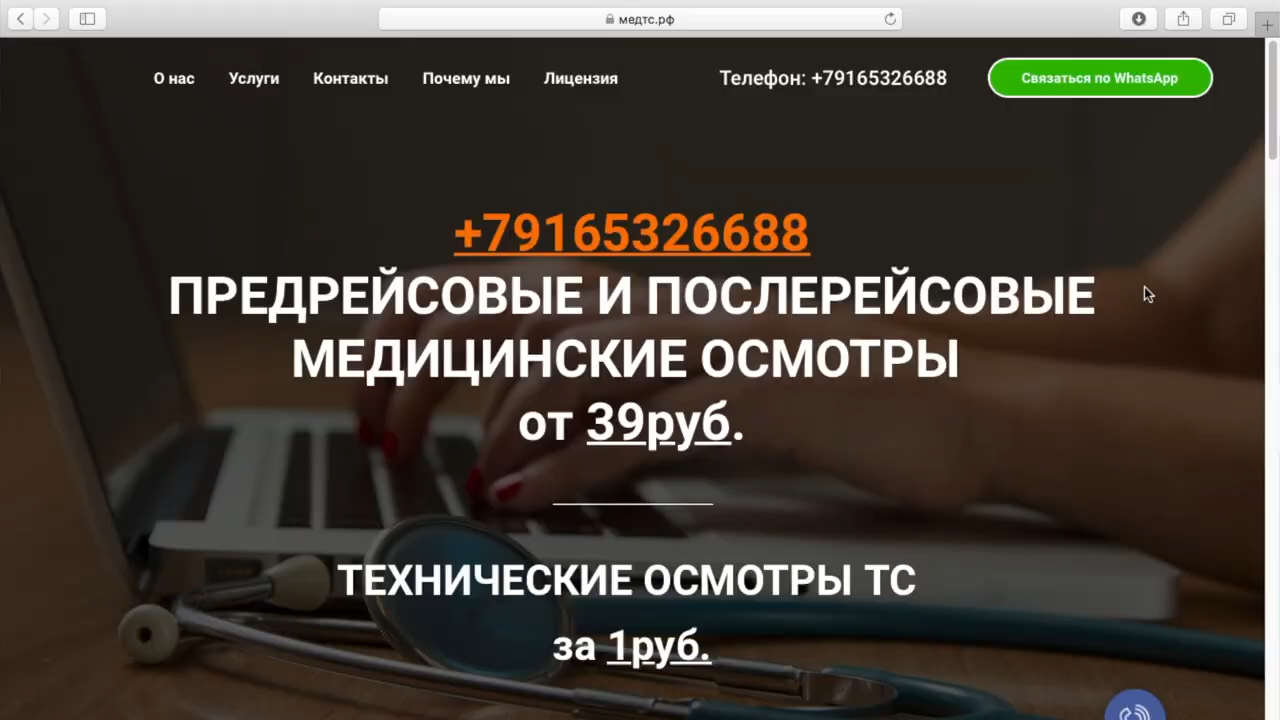 медтс.рф
О нас Услуги Контакты Почему мы Лицензия Телефон: +79165326688 Связаться по WhatsApp
+79165326688
ПРЕДРЕЙСОВЫЕ И ПОСЛЕРЕЙСОВЫЕ
МЕДИЦИНСКИЕ ОСМОТРЫ
от 39руб.
ТЕХНИЧЕСКИЕ ОСМОТРЫ ТС
за 1руб.